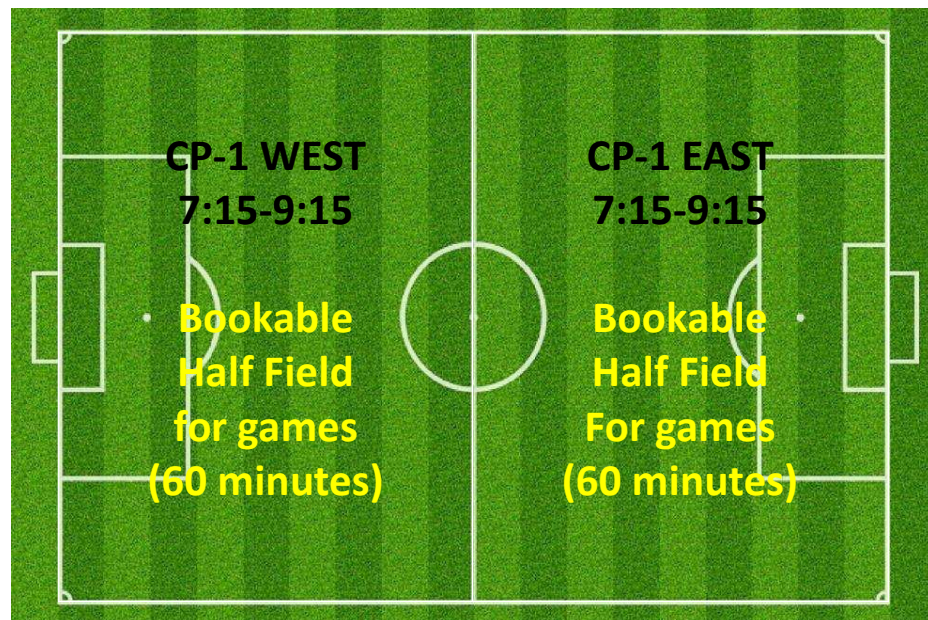 CP-1 WEST
7:15-9:15
Bookable
Half Field
for games
(60 minutes)
CP-1 EAST
7:15-9:15
Bookable
Half Field
For games
(60 minutes)